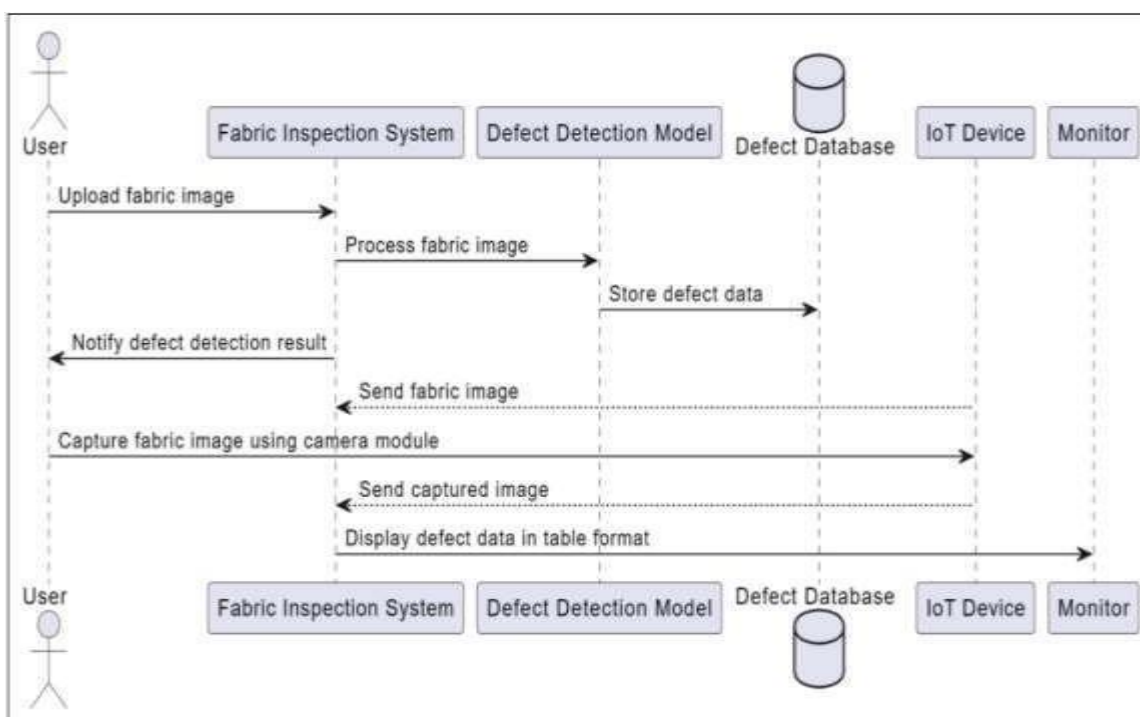 User
Fabric Inspection System
Defect Detection Model
Defect Database
IoT Device
Monitor
Upload fabric image
Process fabric image
Store defect data
Notify defect detection result
Send fabric image
Capture fabric image using camera module
Send captured image
Display defect data in table format
User
Fabric Inspection System
Defect Detection Model
Defect Database
IoT Device
Monitor